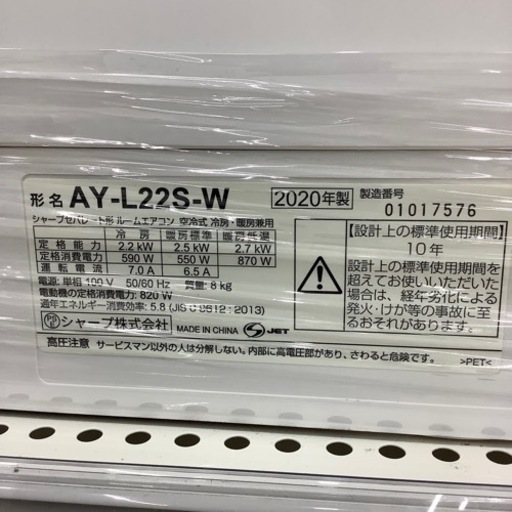 形名 AY-L22S-W 2020年製 製造番号
01017576
シャープセパレート形 ルームエアコン 空冷式 冷房・暖房兼用
冷房 暖房標準 暖房低温
定格能力 2.2 kW 2.5 kW 2.7 kW
定格消費電力 590 W 550 W 870 W
運転電流 7.0 A 6.5 A
電源: 単相 100 V 50/60 Hz 質量: 8 kg
電動機の定格消費電力: 820 W
通年エネルギー消費効率: 5.8 (JIS C 9612 : 2013)
シャープ株式会社 MADE IN CHINA JET
高圧注意 サービスマン以外の人は分解しない。内部に高電圧部があり、さわると危険です。
【設計上の標準使用期間】
10年
設計上の標準使用期間を
超えてお使いいただいた
場合は、経年劣化による
発火・けが等の事故に至
るおそれがあります。
>PET<